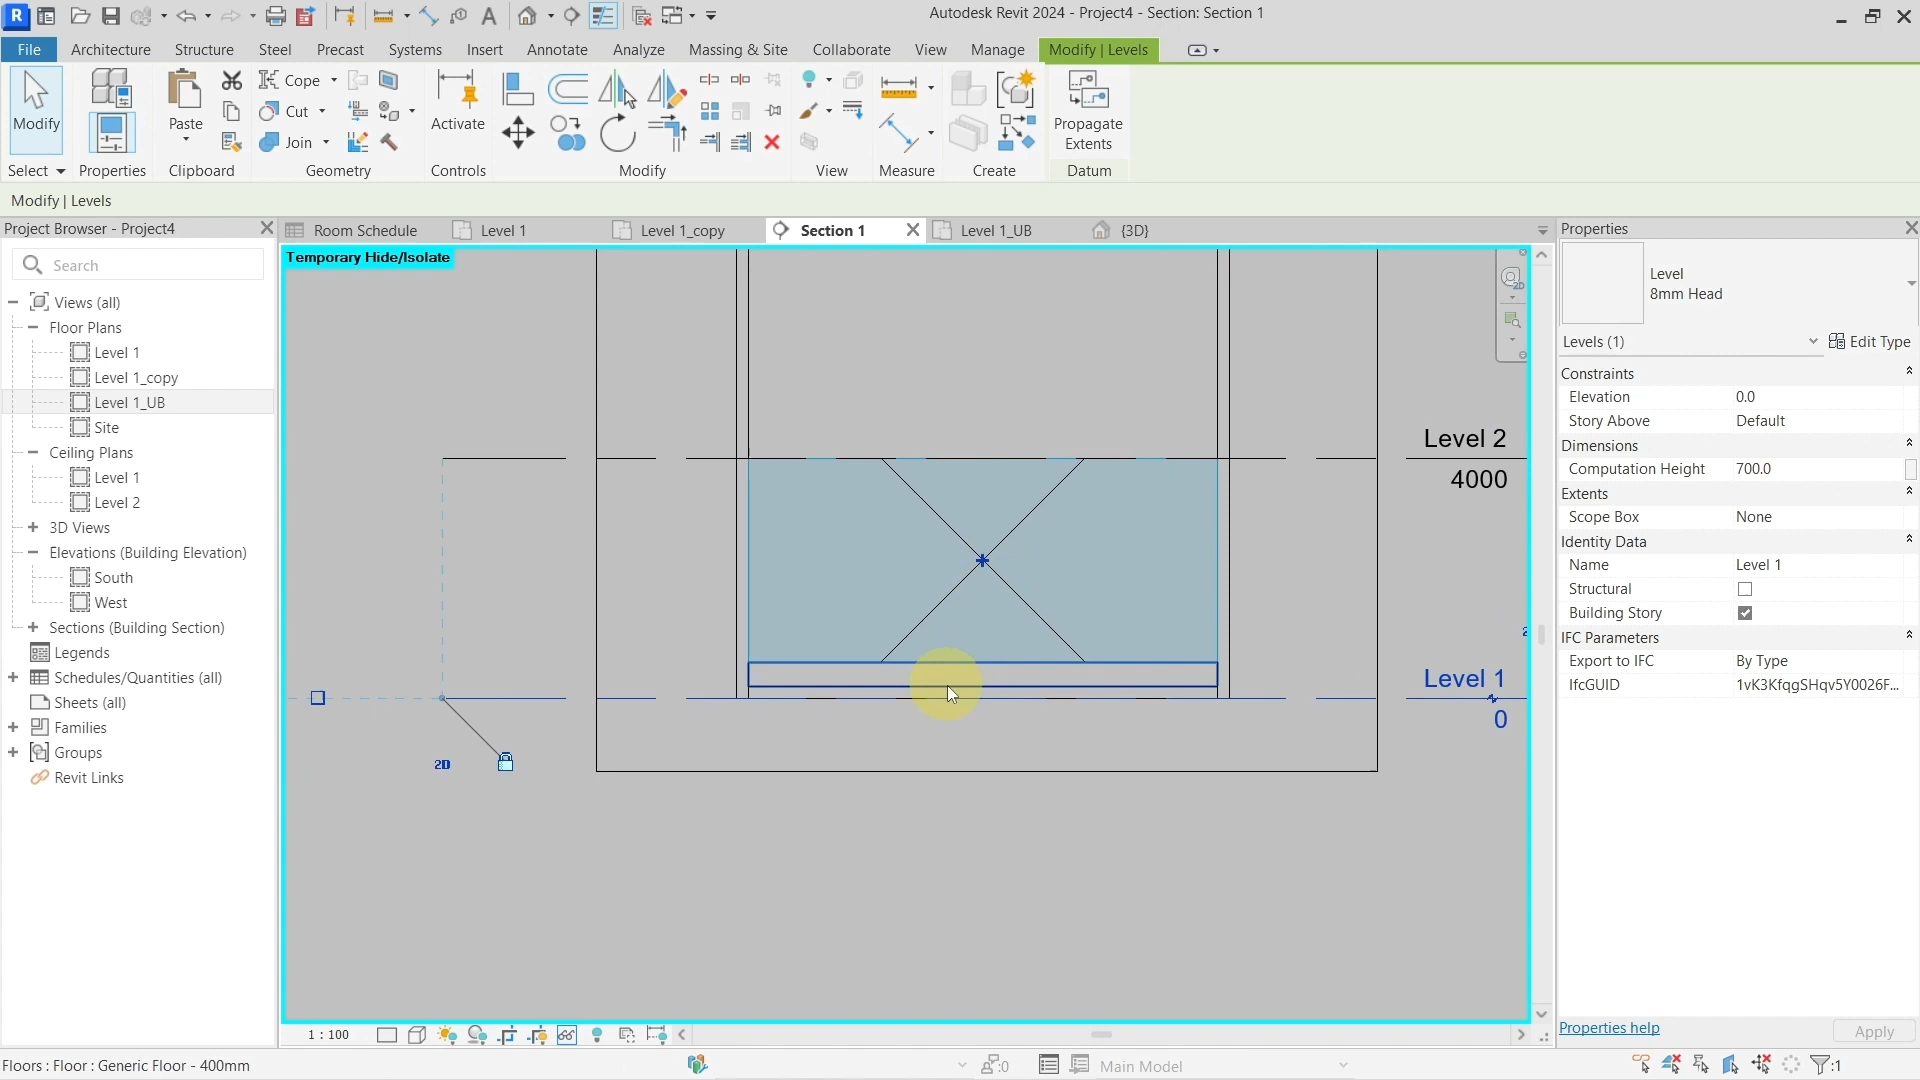 Autodesk Revit 2024 - Project4 - Section: Section 1
File Architecture Structure Steel Precast Systems Insert Annotate Analyze Massing & Site Collaborate View Manage Modify | Levels
Modify Paste Cope Cut Join Activate Propagate Extents
Select Properties Clipboard Geometry Controls Modify View Measure Create Datum
Modify | Levels
Project Browser - Project4
Search
Views (all)
Floor Plans
Level 1
Level 1_copy
Level 1_UB
Site
Ceiling Plans
Level 1
Level 2
3D Views
Elevations (Building Elevation)
South
West
Sections (Building Section)
Legends
Schedules/Quantities (all)
Sheets (all)
Families
Groups
Revit Links
Room Schedule Level 1 Level 1_copy Section 1 Level 1_UB {3D}
Temporary Hide/Isolate
2D
Level 2
4000
Level 1
0
2D
1 : 100
Properties
Level
8mm Head
Levels (1) Edit Type
Constraints
Elevation 0.0
Story Above Default
Dimensions
Computation Height 700.0
Extents
Scope Box None
Identity Data
Name Level 1
Structural
Building Story
IFC Parameters
Export to IFC By Type
IfcGUID 1vK3KfqgSHqv5Y0026F...
Properties help Apply
Floors : Floor : Generic Floor - 400mm :0 Main Model :1